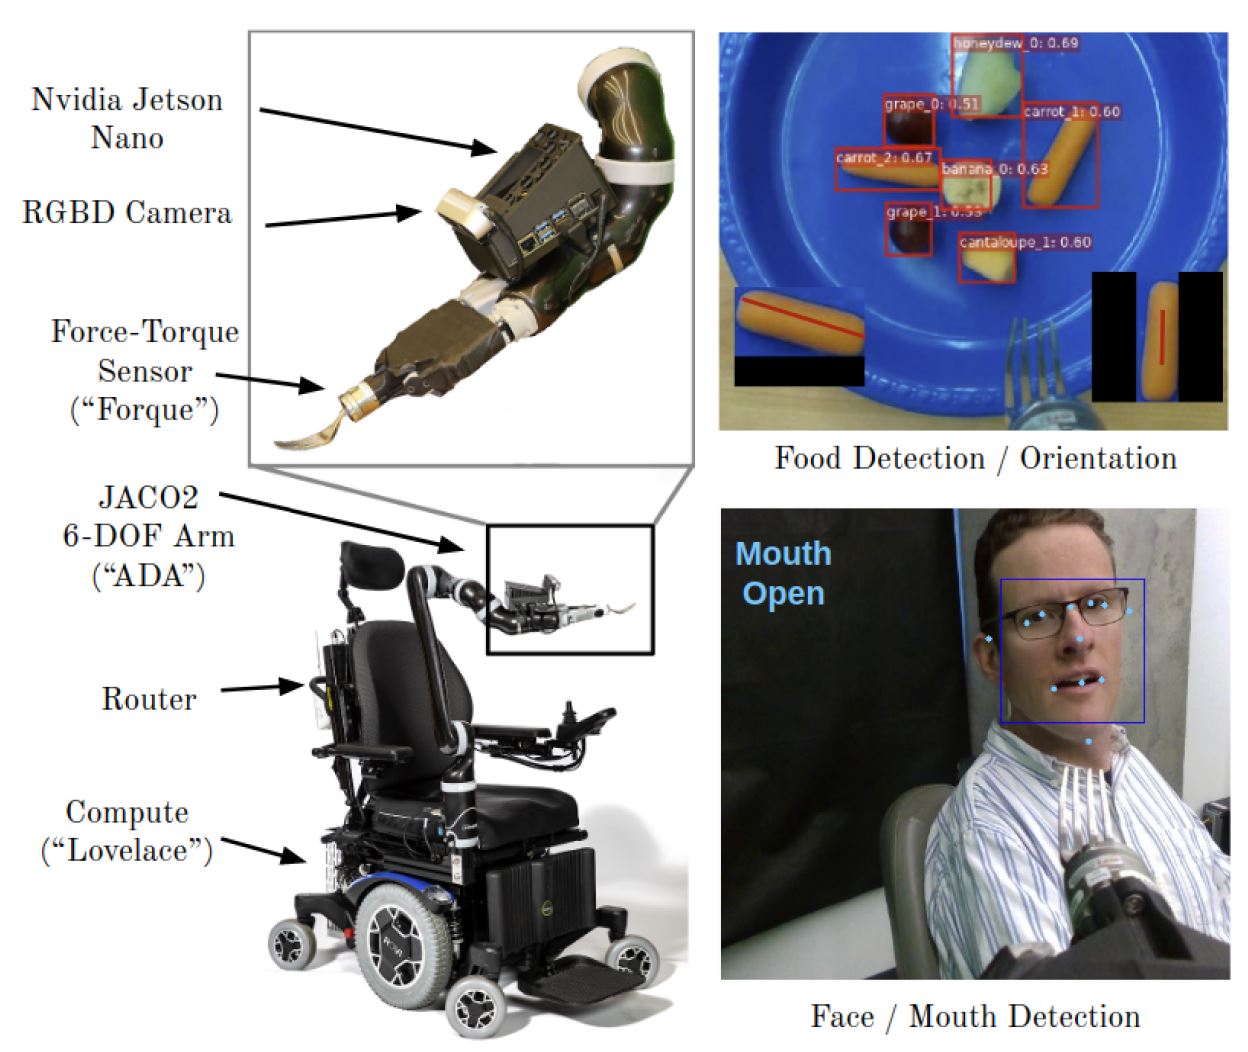 Nvidia Jetson
Nano
RGBD Camera
Force-Torque
Sensor
(“Forque”)
JACO2
6-DOF Arm
(“ADA”)
Router
Compute
(“Lovelace”)
honeydew_0: 0.69
grape_0: 0.51
carrot_1: 0.60
carrot_2: 0.67
banana_0: 0.63
grape_1: 0.53
cantaloupe_1: 0.60
Food Detection / Orientation
Mouth
Open
Face / Mouth Detection